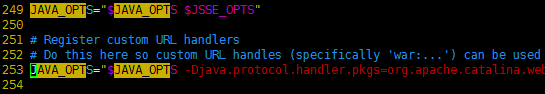 249 JAVA_OPTS="$JAVA_OPTS $JSSE_OPTS"
250
251 # Register custom URL handlers
252 # Do this here so custom URL handles (specifically 'war:...') can be used
253 JAVA_OPTS="$JAVA_OPTS -Djava.protocol.handler.pkgs=org.apache.catalina.web
254